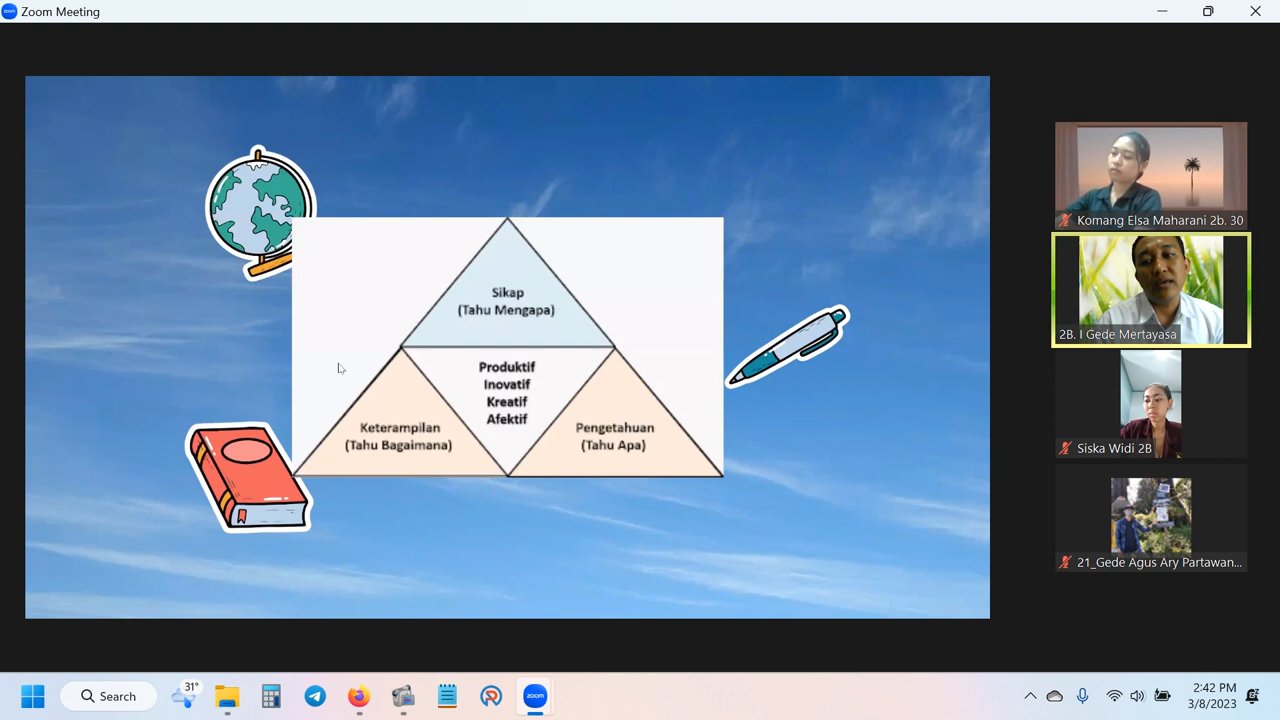 Zoom Meeting
Sikap
(Tahu Mengapa)
Produktif
Inovatif
Kreatif
Afektif
Keterampilan
(Tahu Bagaimana)
Pengetahuan
(Tahu Apa)
Komang Elsa Maharani 2b. 30
2B. I Gede Mertayasa
Siska Widi 2B
21_Gede Agus Ary Partawan...
31°
Search
zoom
2:42 PM
3/8/2023